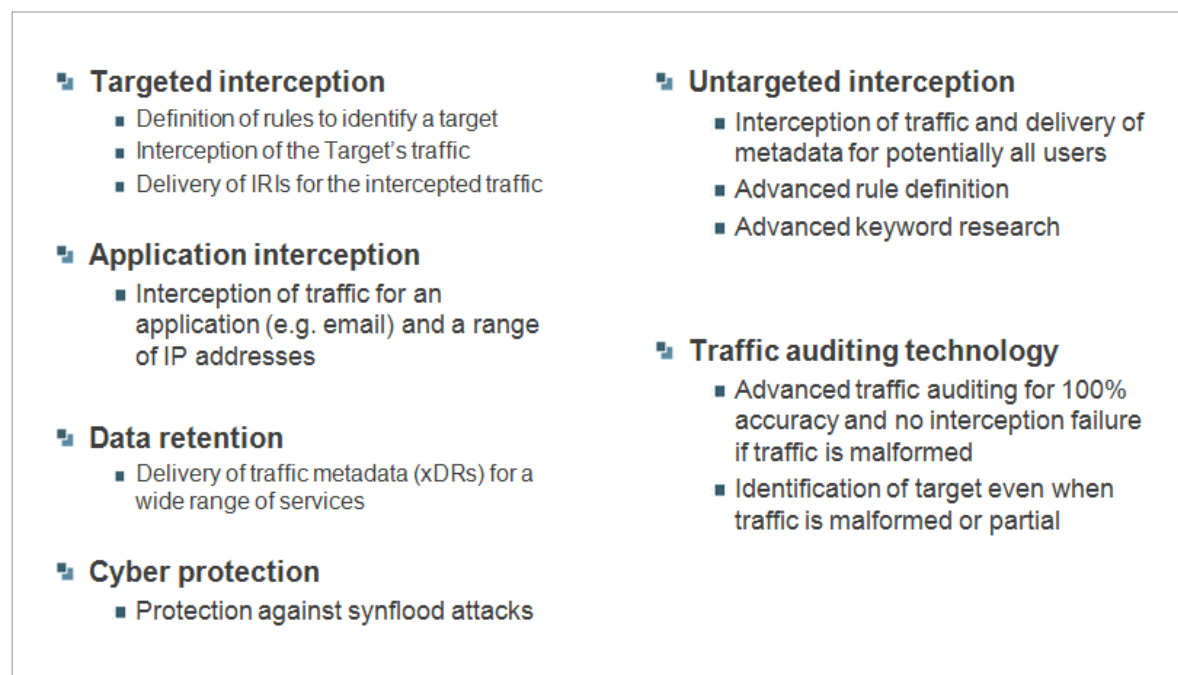 Targeted interception
Definition of rules to identify a target
Interception of the Target's traffic
Delivery of IRIs for the intercepted traffic
Application interception
Interception of traffic for an
application (e.g. email) and a range
of IP addresses
Data retention
Delivery of traffic metadata (xDRs) for a
wide range of services
Cyber protection
Protection against synflood attacks
Untargeted interception
Interception of traffic and delivery of
metadata for potentially all users
Advanced rule definition
Advanced keyword research
Traffic auditing technology
Advanced traffic auditing for 100%
accuracy and no interception failure
if traffic is malformed
Identification of target even when
traffic is malformed or partial